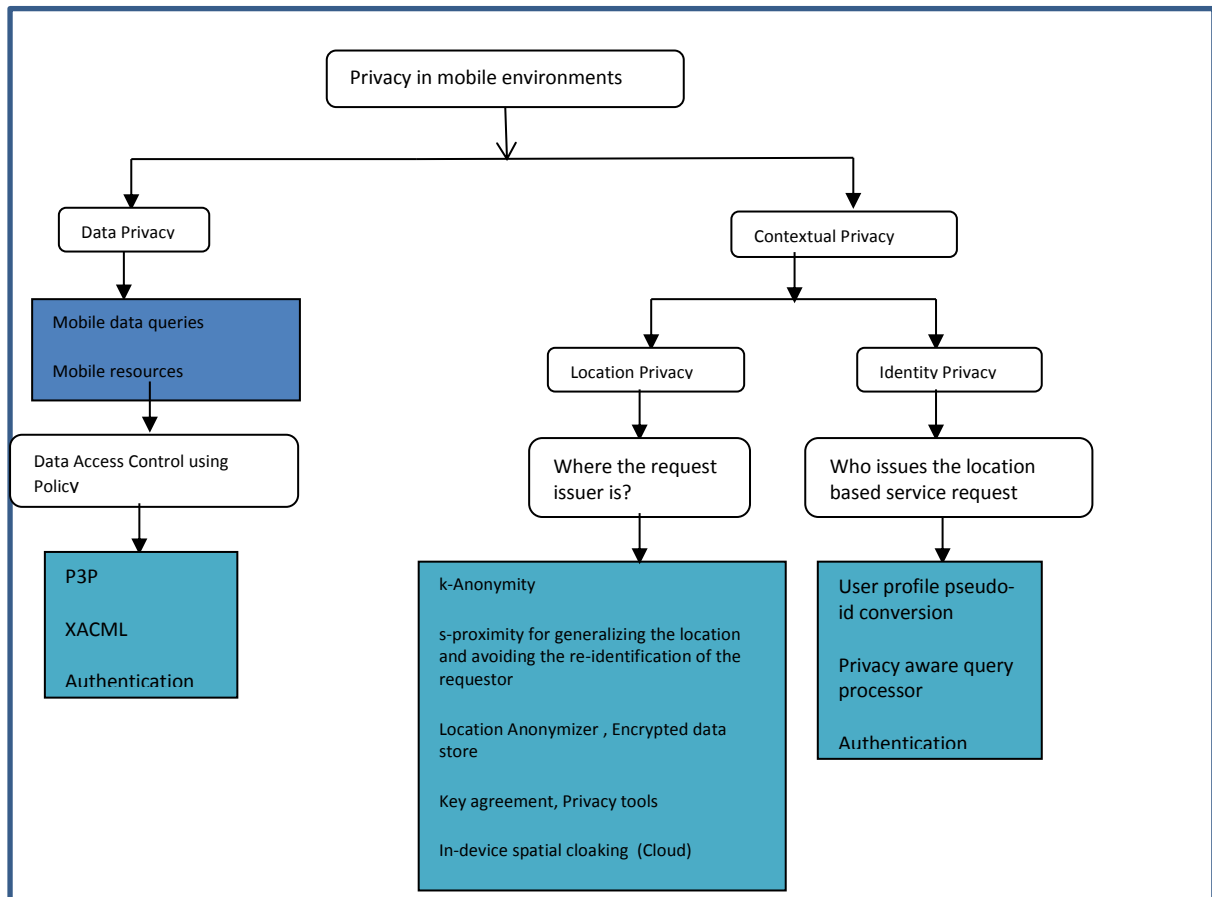 Privacy in mobile environments
Data Privacy
Contextual Privacy
Mobile data queries
Mobile resources
Location Privacy
Identity Privacy
Data Access Control using
Policy
Where the request
issuer is?
Who issues the location
based service request
P3P
XACML
Authentication
k-Anonymity
s-proximity for generalizing the location
and avoiding the re-identification of the
requestor
Location Anonymizer , Encrypted data
store
Key agreement, Privacy tools
In-device spatial cloaking (Cloud)
User profile pseudo-
id conversion
Privacy aware query
processor
Authentication